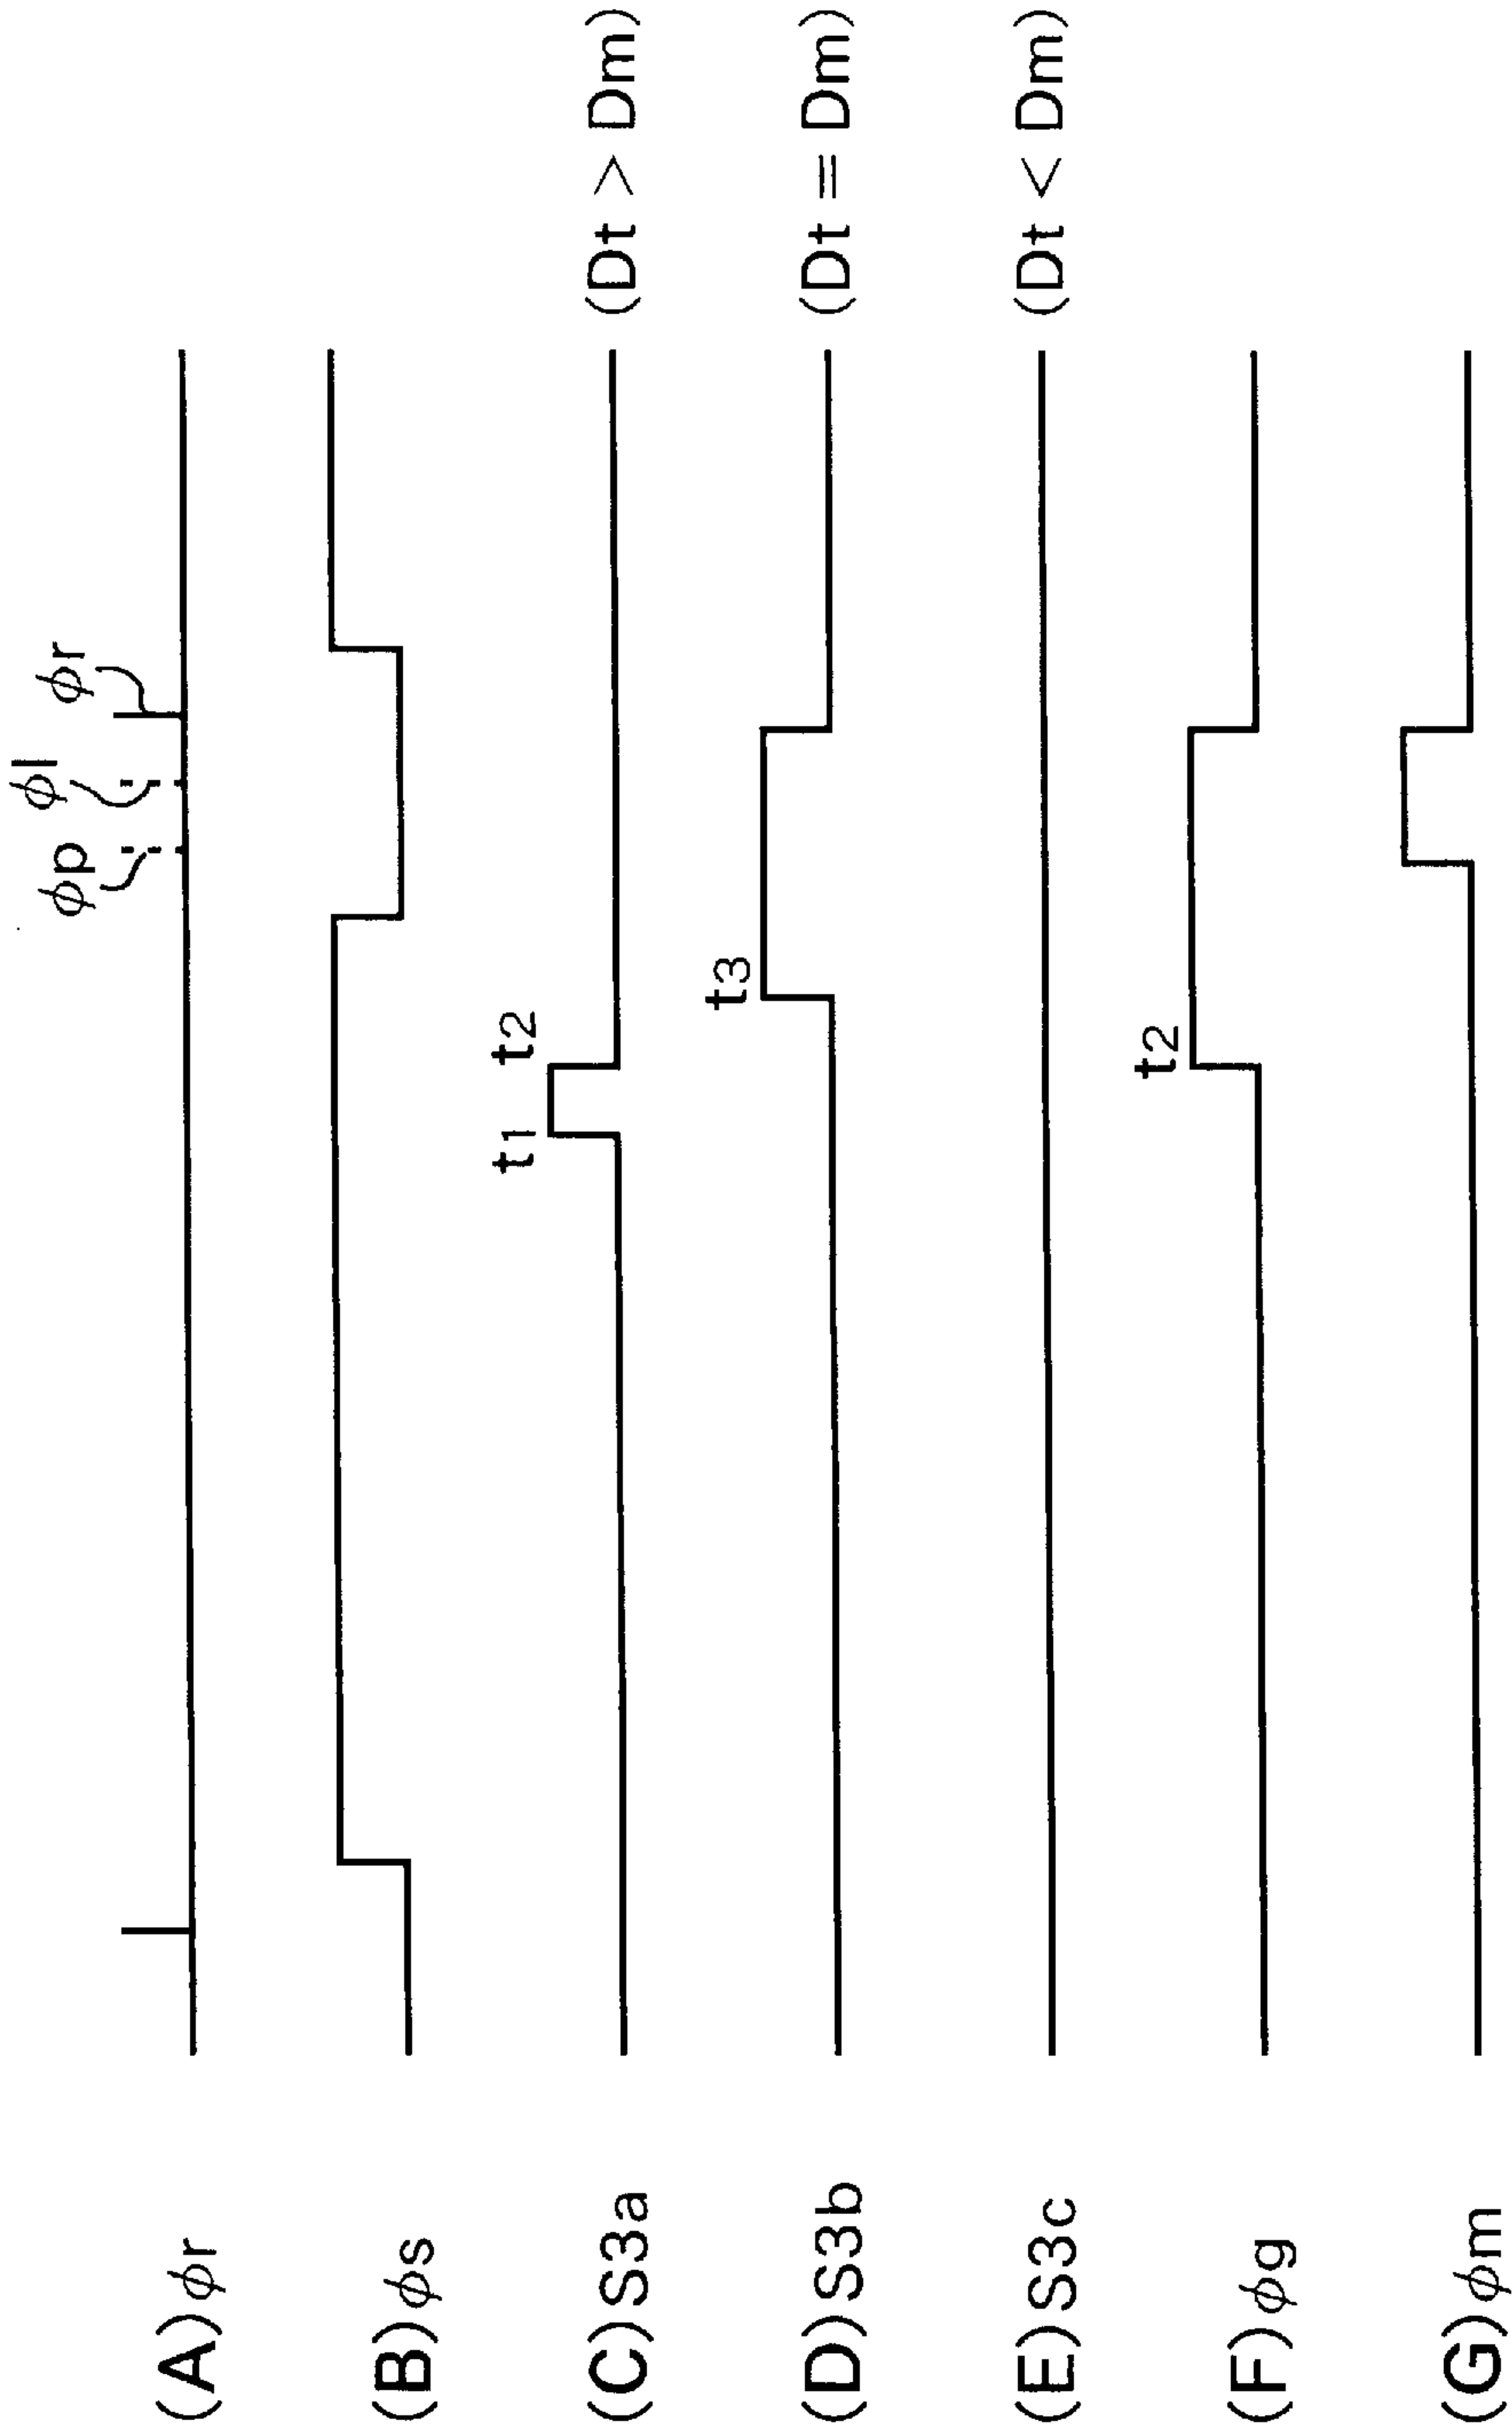 ϕp ϕl ϕr
(A)ϕr
(B)ϕs
t1 t2
(C)S3a (Dt > Dm)
t3
(D)S3b (Dt = Dm)
(E)S3c (Dt < Dm)
t2
(F)ϕg
(G)ϕm